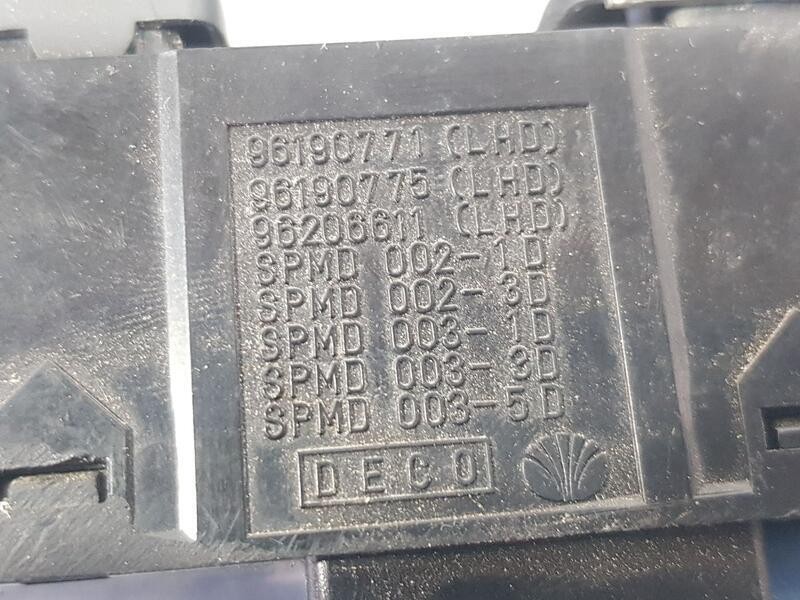 96190771 (LHD)
96190775 (LHD)
96206611 (LHD)
SPMD 002-1D
SPMD 002-3D
SPMD 003-1D
SPMD 003-3D
SPMD 003-5D
DECO